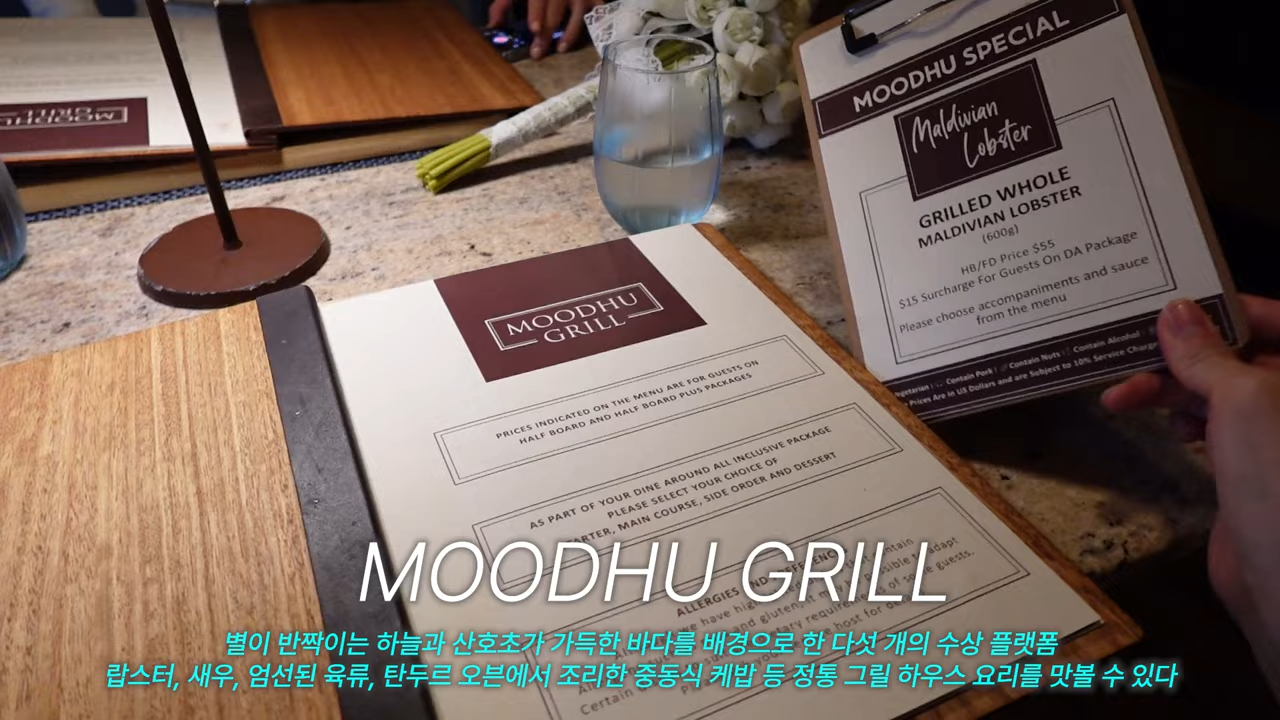 MOODHU
GRILL
MOODHU SPECIAL
Maldivian
Lobster
GRILLED WHOLE
MALDIVIAN LOBSTER
(600g)
HB/FD Price $55
$15 Surcharge For Guests On DA Package
Please choose accompaniments and sauce
from the menu
Contain Pork
Contain Nuts
Contain Alcohol
Prices Are In US Dollars and are Subject to 10% Service Charge
MOODHU
GRILL
PRICES INDICATED ON THE MENU ARE FOR GUESTS ON
HALF BOARD AND HALF BOARD PLUS PACKAGES
AS PART OF YOUR DINE AROUND ALL INCLUSIVE PACKAGE
PLEASE SELECT YOUR CHOICE OF
STARTER, MAIN COURSE, SIDE ORDER AND DESSERT
ALLERGIES AND
MOODHU GRILL
별이 반짝이는 하늘과 산호초가 가득한 바다를 배경으로 한 다섯 개의 수상 플랫폼
랍스터, 새우, 엄선된 육류, 탄두르 오븐에서 조리한 중동식 케밥 등 정통 그릴 하우스 요리를 맛볼 수 있다